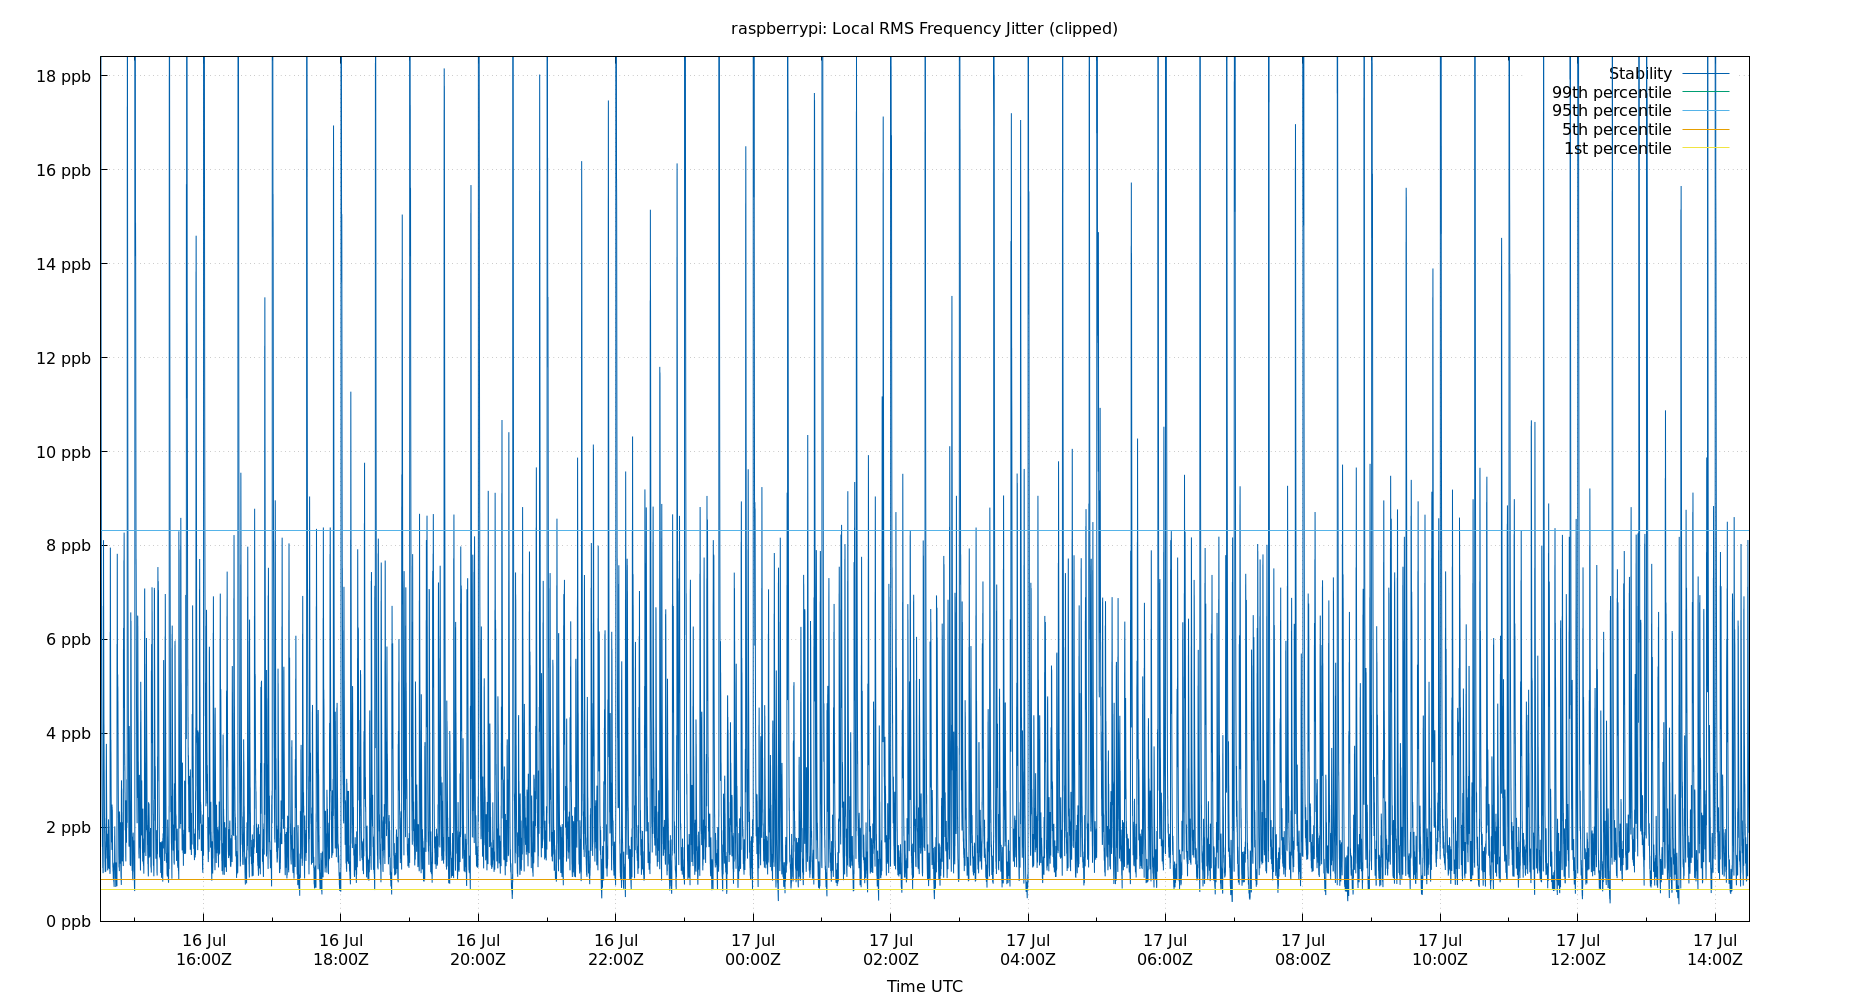 raspberrypi: Local RMS Frequency Jitter (clipped)
18 ppb
16 ppb
14 ppb
12 ppb
10 ppb
8 ppb
6 ppb
4 ppb
2 ppb
0 ppb
Stability
99th percentile
95th percentile
5th percentile
1st percentile
16 Jul 16 Jul 16 Jul 16 Jul 17 Jul 17 Jul 17 Jul 17 Jul 17 Jul 17 Jul 17 Jul 17 Jul
16:00Z 18:00Z 20:00Z 22:00Z 00:00Z 02:00Z 04:00Z 06:00Z 08:00Z 10:00Z 12:00Z 14:00Z
Time UTC